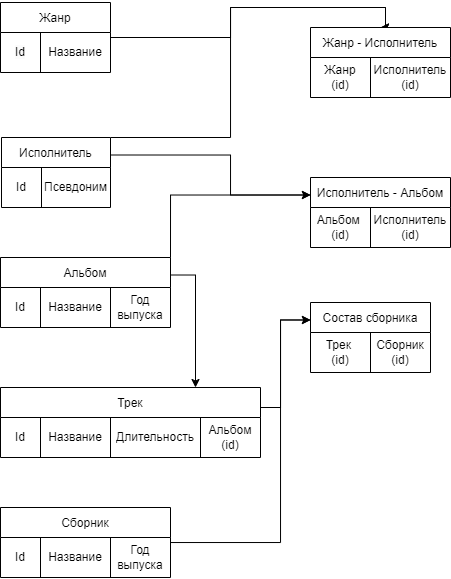 Жанр
Id Название
Жанр - Исполнитель
Жанр Исполнитель
(id) (id)
Исполнитель
Id Псевдоним
Исполнитель - Альбом
Альбом Исполнитель
(id) (id)
Альбом
Id Название Год
выпуска
Состав сборника
Трек Сборник
(id) (id)
Трек
Id Название Длительность Альбом
(id)
Сборник
Id Название Год
выпуска